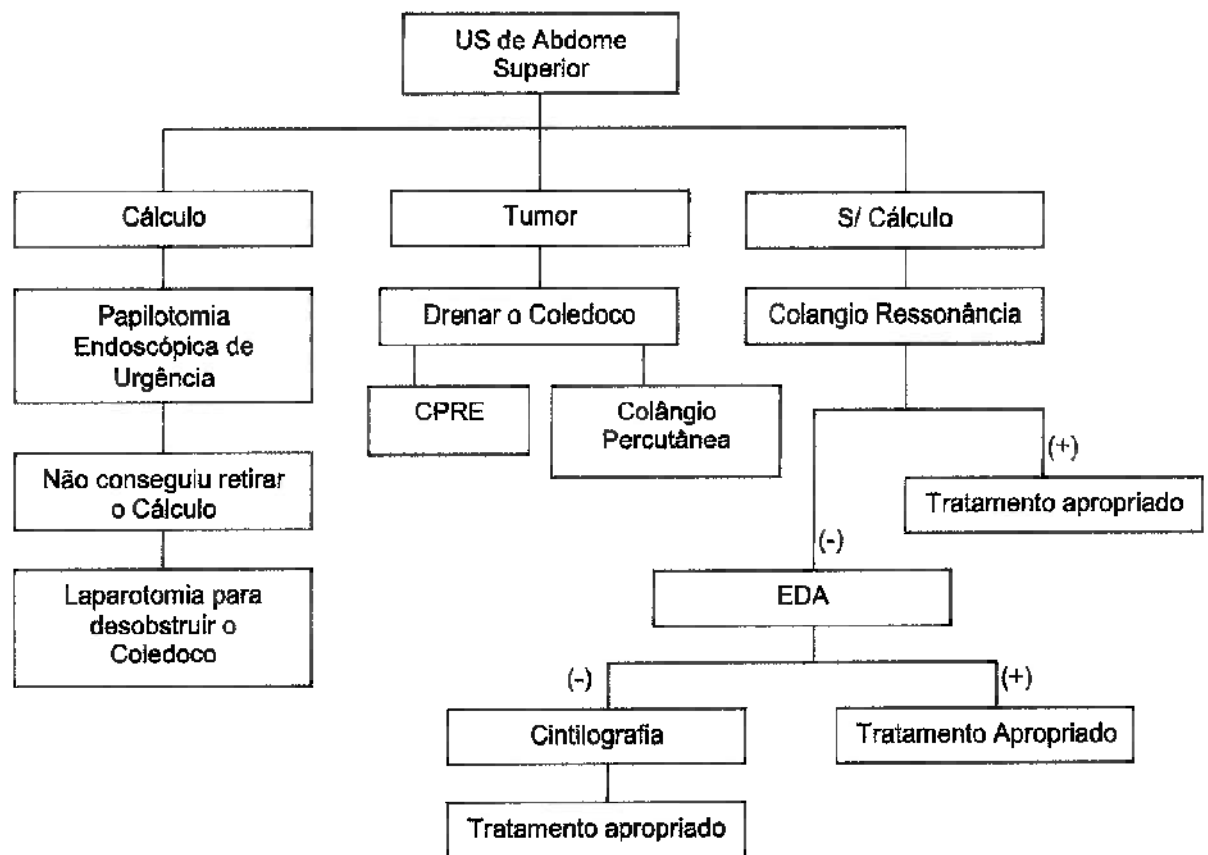 US de Abdome
Superior
Cálculo
Tumor
S/ Cálculo
Papilotomia
Endoscópica de
Urgência
Drenar o Coledoco
Colangio Ressonância
CPRE
Colângio
Percutânea
Não conseguiu retirar
o Cálculo
(+)
Tratamento apropriado
(-)
Laparotomia para
desobstruir o
Coledoco
EDA
(-)
(+)
Cintilografia
Tratamento Apropriado
Tratamento apropriado